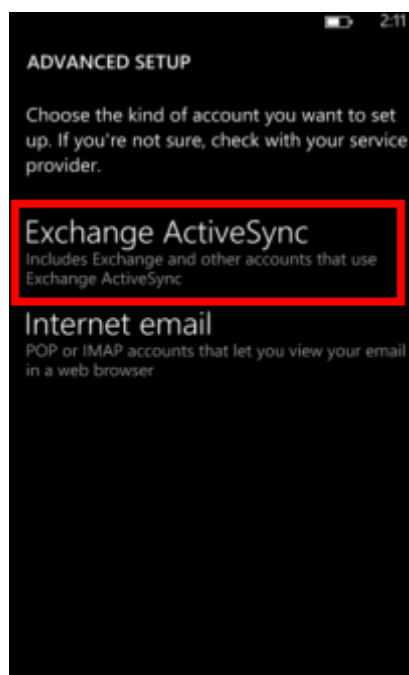 2:11
ADVANCED SETUP
Choose the kind of account you want to set
up. If you're not sure, check with your service
provider.
Exchange ActiveSync
Includes Exchange and other accounts that use
Exchange ActiveSync
Internet email
POP or IMAP accounts that let you view your email
in a web browser